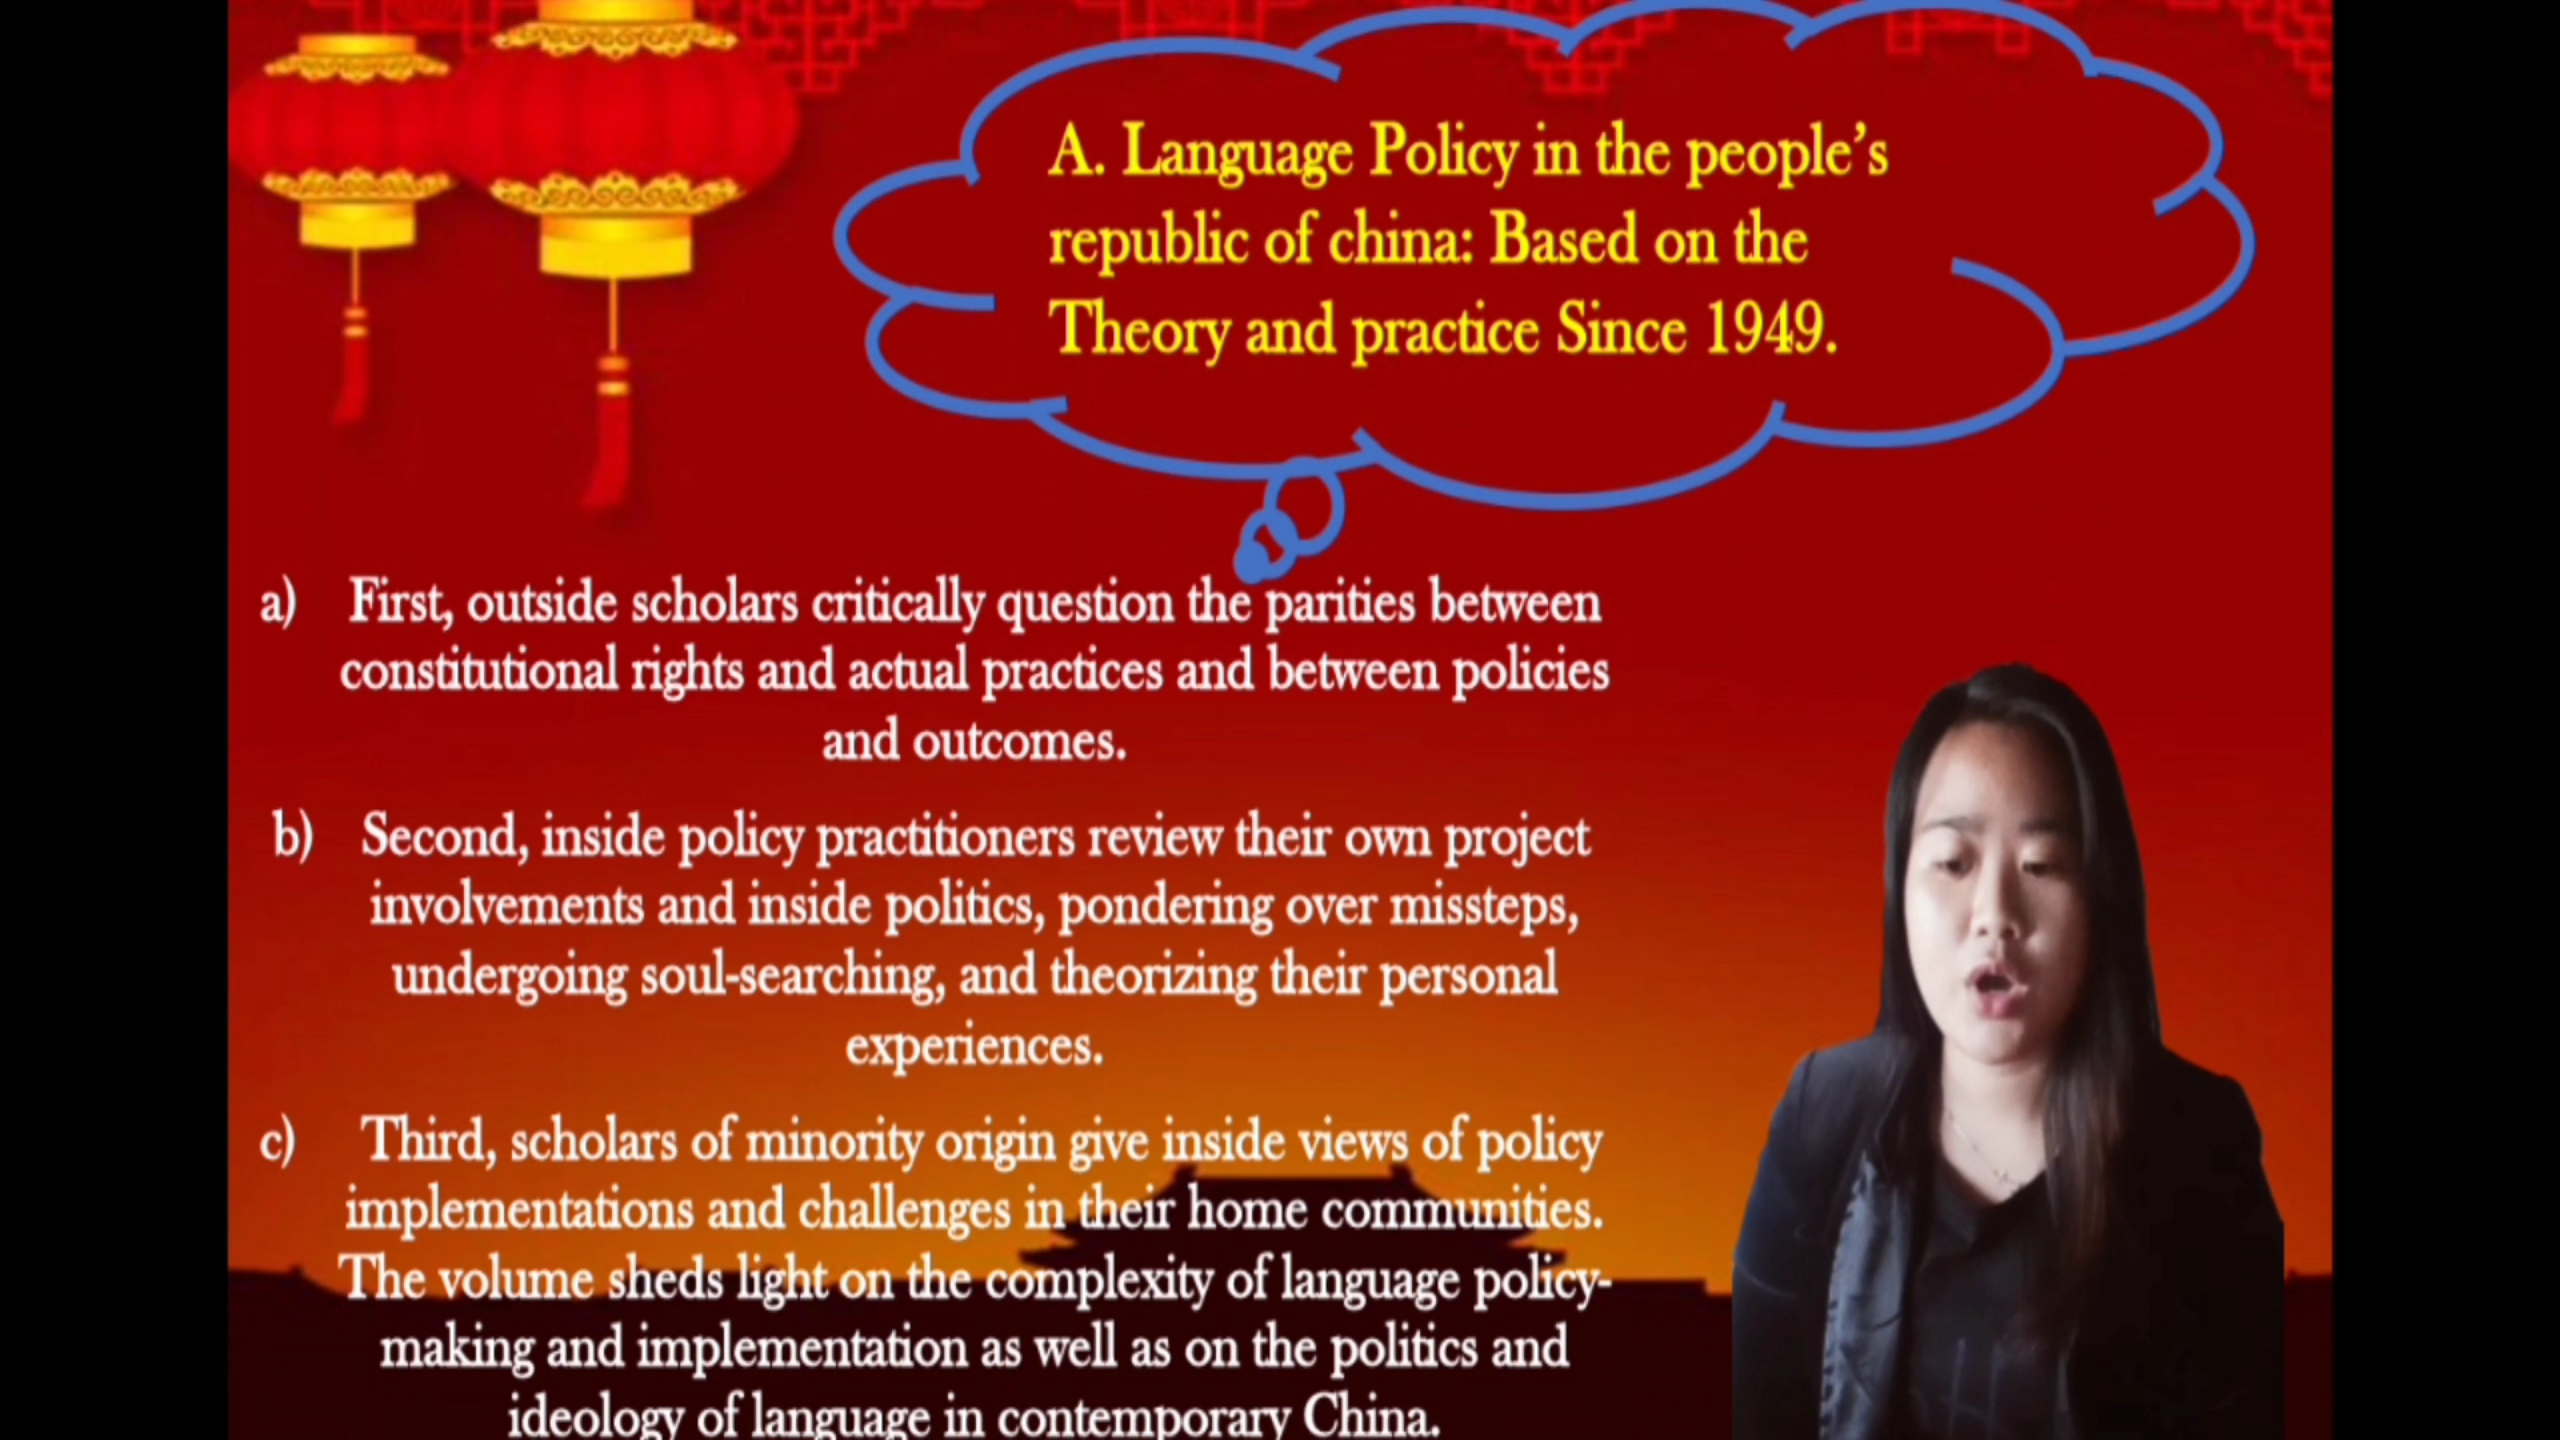 A. Language Policy in the people’s
republic of china: Based on the
Theory and practice Since 1949.
a) First, outside scholars critically question the parities between
constitutional rights and actual practices and between policies
and outcomes.
b) Second, inside policy practitioners review their own project
involvements and inside politics, pondering over missteps,
undergoing soul-searching, and theorizing their personal
experiences.
c) Third, scholars of minority origin give inside views of policy
implementations and challenges in their home communities.
The volume sheds light on the complexity of language policy-
making and implementation as well as on the politics and
ideology of language in contemporary China.